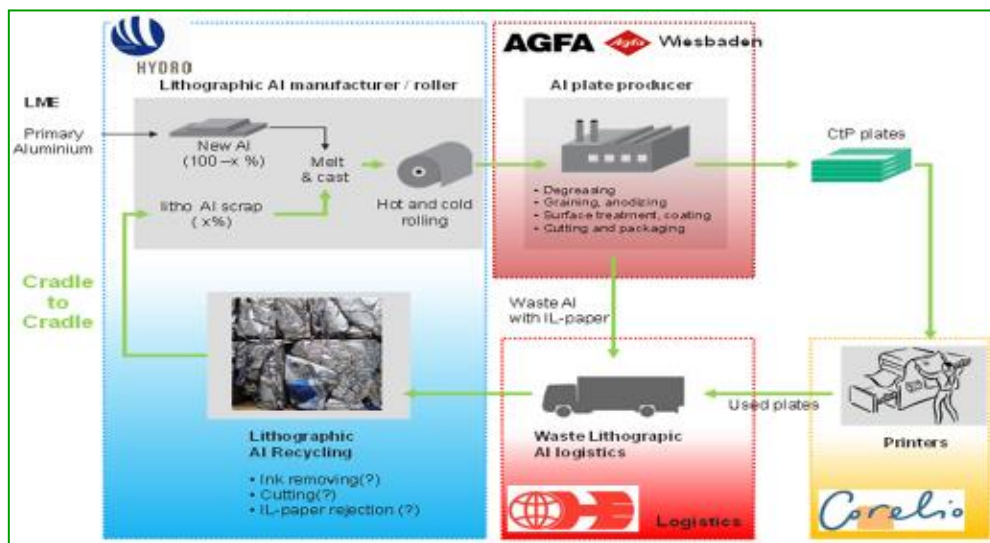 HYDRO
Lithographic Al manufacturer / roller
LME
Primary
Aluminium
New Al
(100 –x %)
Melt
& cast
litho Al scrap
( x%)
Hot and cold
rolling
AGFA Agfa Wiesbaden
Al plate producer
- Degreasing
- Graining, anodizing
- Surface treatment, coating
- Cutting and packaging
CtP plates
Cradle
to
Cradle
Waste Al
with IL-paper
Lithographic
Al Recycling
• Ink removing(?)
• Cutting(?)
• IL-paper rejection (?)
Waste Lithograpic
Al logistics
Logistics
Used plates
Printers
Corelio